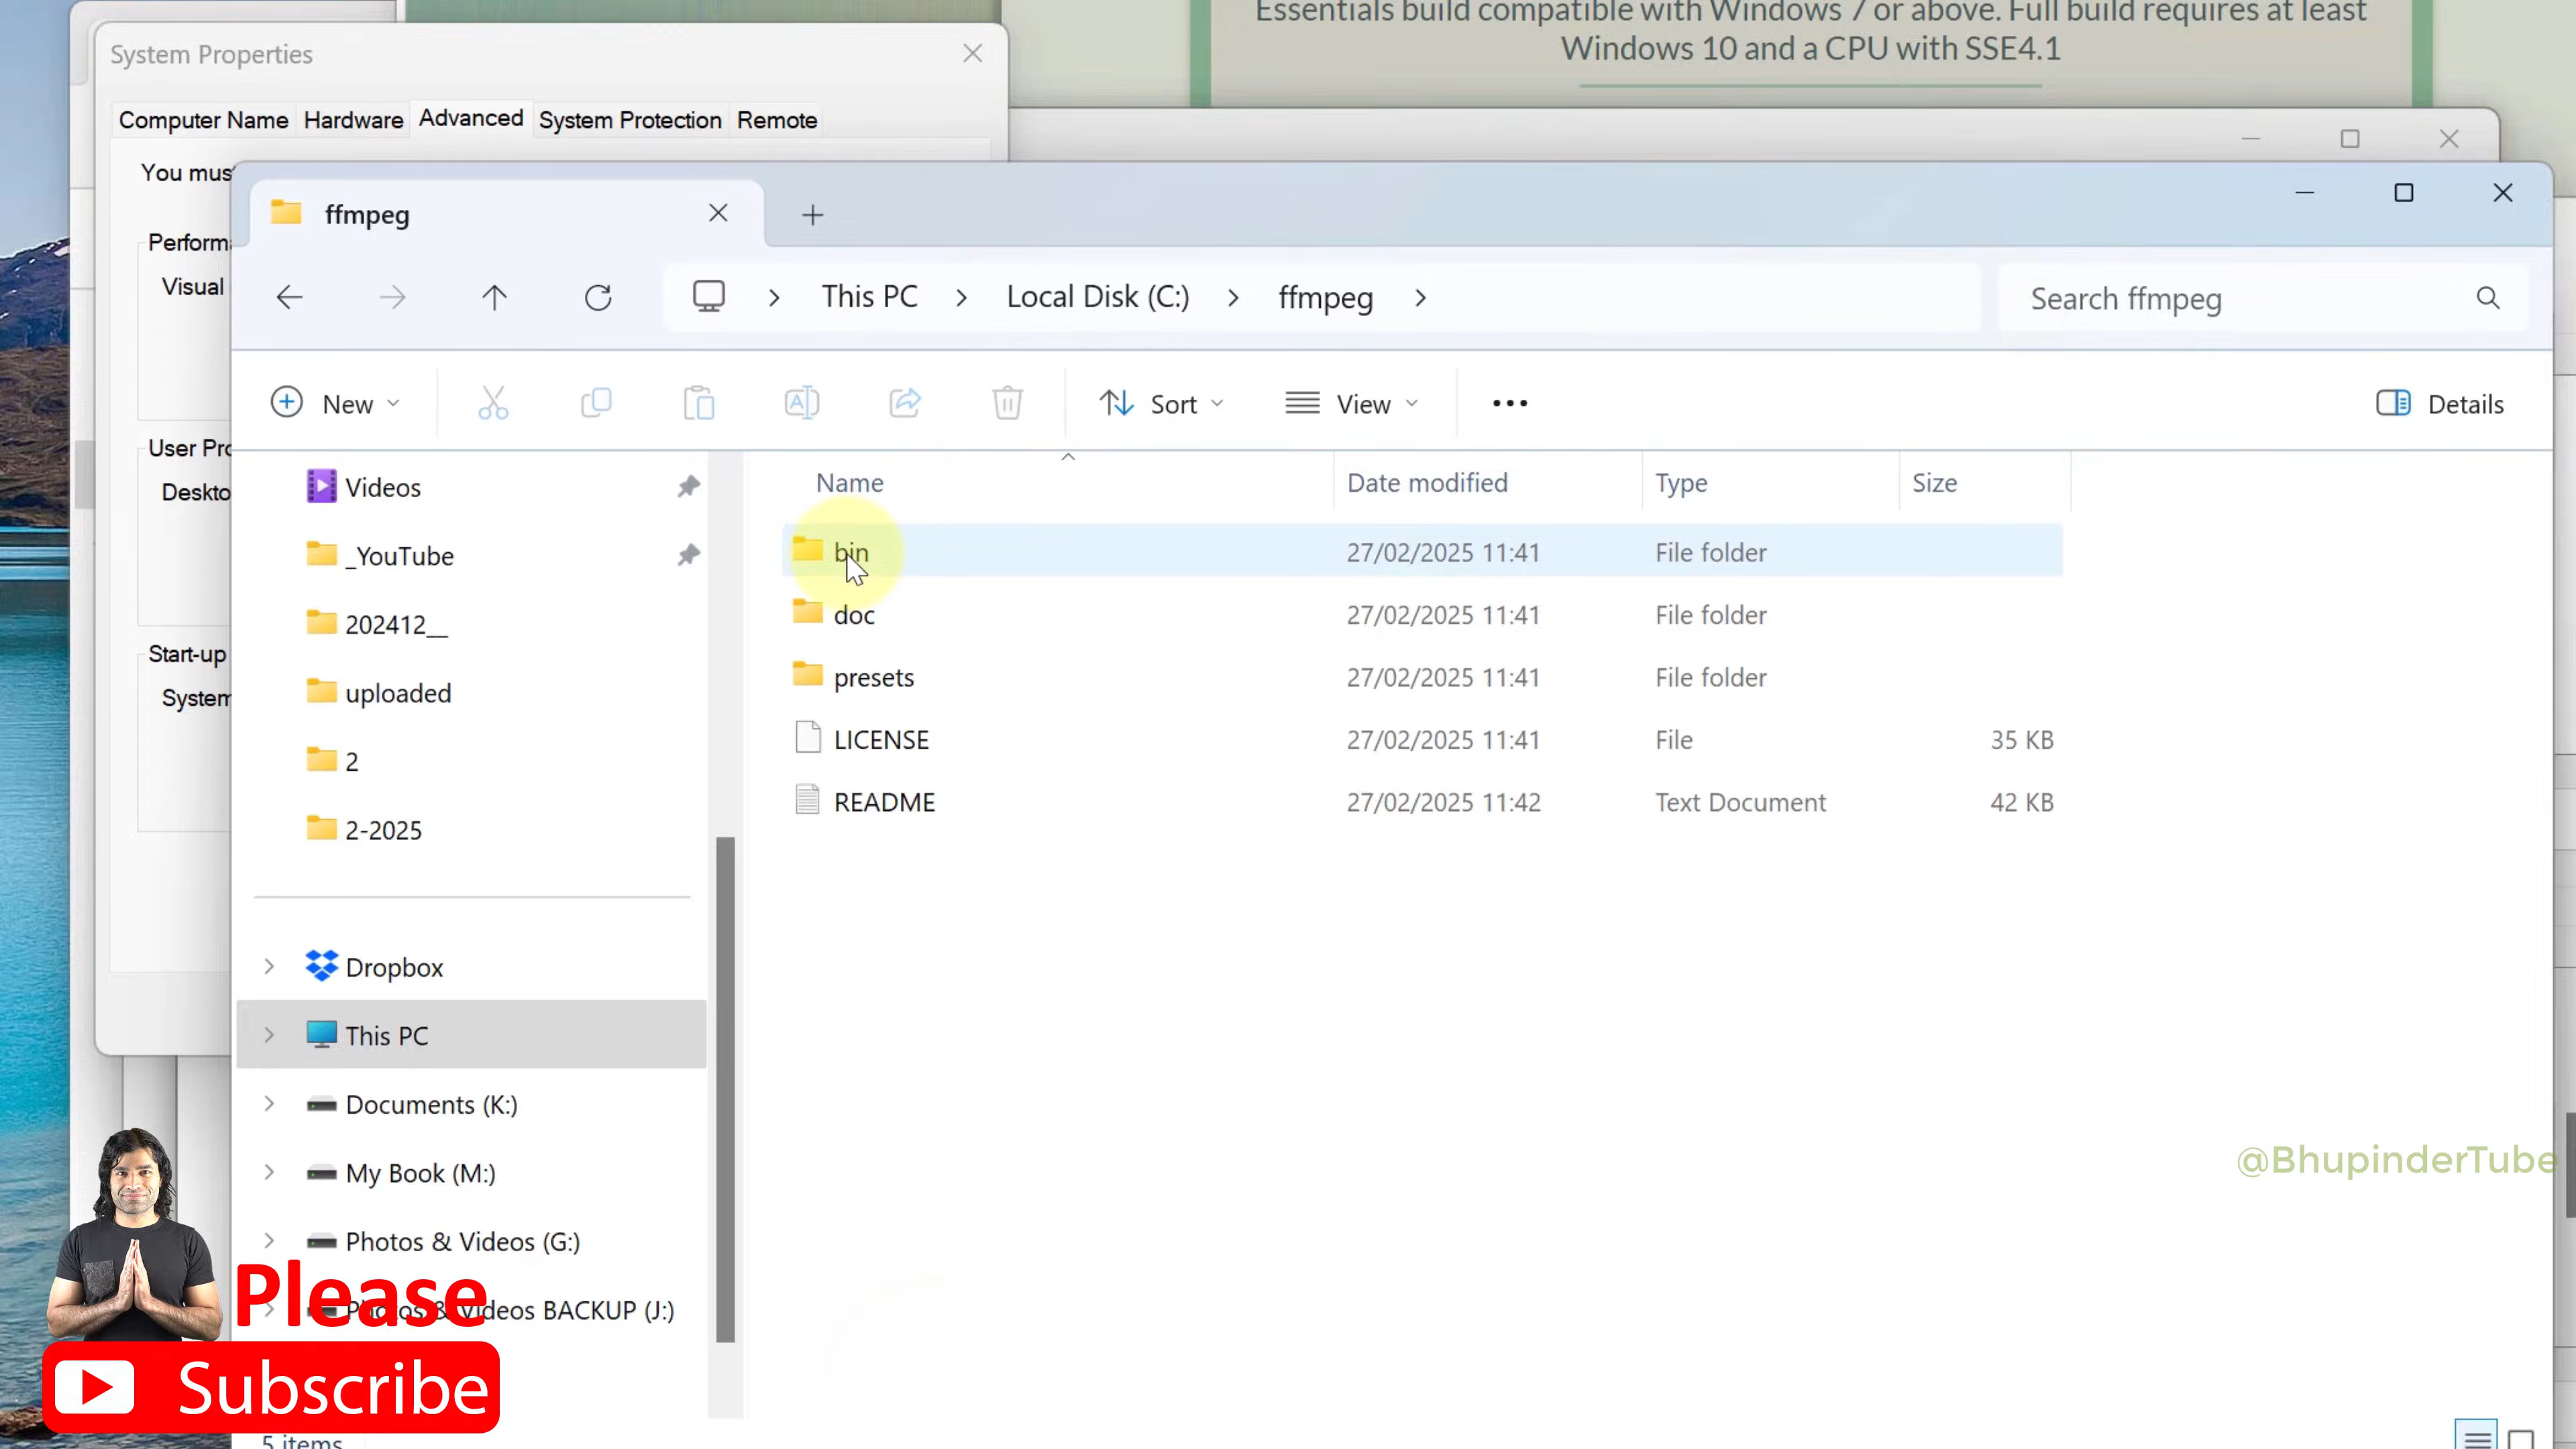 Essentials build compatible with Windows 7 or above. Full build requires at least
Windows 10 and a CPU with SSE4.1
System Properties
Computer Name Hardware Advanced System Protection Remote
You mus
ffmpeg
Perform
Visual
This PC Local Disk (C:) ffmpeg
Search ffmpeg
New
Sort
View
Details
User Pro
Deskto
Start-up
System
Videos
_YouTube
202412__
uploaded
2
2-2025
Dropbox
This PC
Documents (K:)
My Book (M:)
Photos & Videos (G:)
Photos & Videos BACKUP (J:)
Name Date modified Type Size
bin 27/02/2025 11:41 File folder
doc 27/02/2025 11:41 File folder
presets 27/02/2025 11:41 File folder
LICENSE 27/02/2025 11:41 File 35 KB
README 27/02/2025 11:42 Text Document 42 KB
@BhupinderTube
Please
Subscribe
5 items